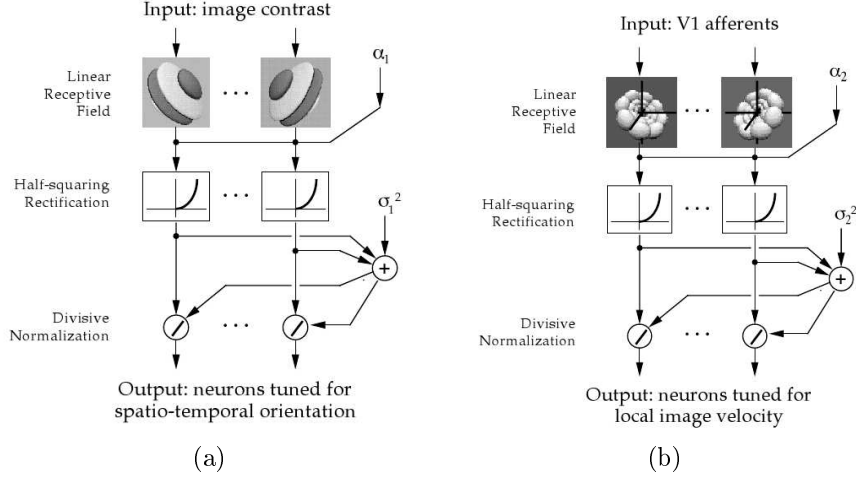 Input: image contrast
Linear
Receptive
Field
α₁
. . .
Half-squaring
Rectification
. . .
σ₁²
+
Divisive
Normalization
. . .
Output: neurons tuned for
spatio-temporal orientation
(a)
Input: V1 afferents
Linear
Receptive
Field
α₂
. . .
Half-squaring
Rectification
. . .
σ₂²
+
Divisive
Normalization
. . .
Output: neurons tuned for
local image velocity
(b)